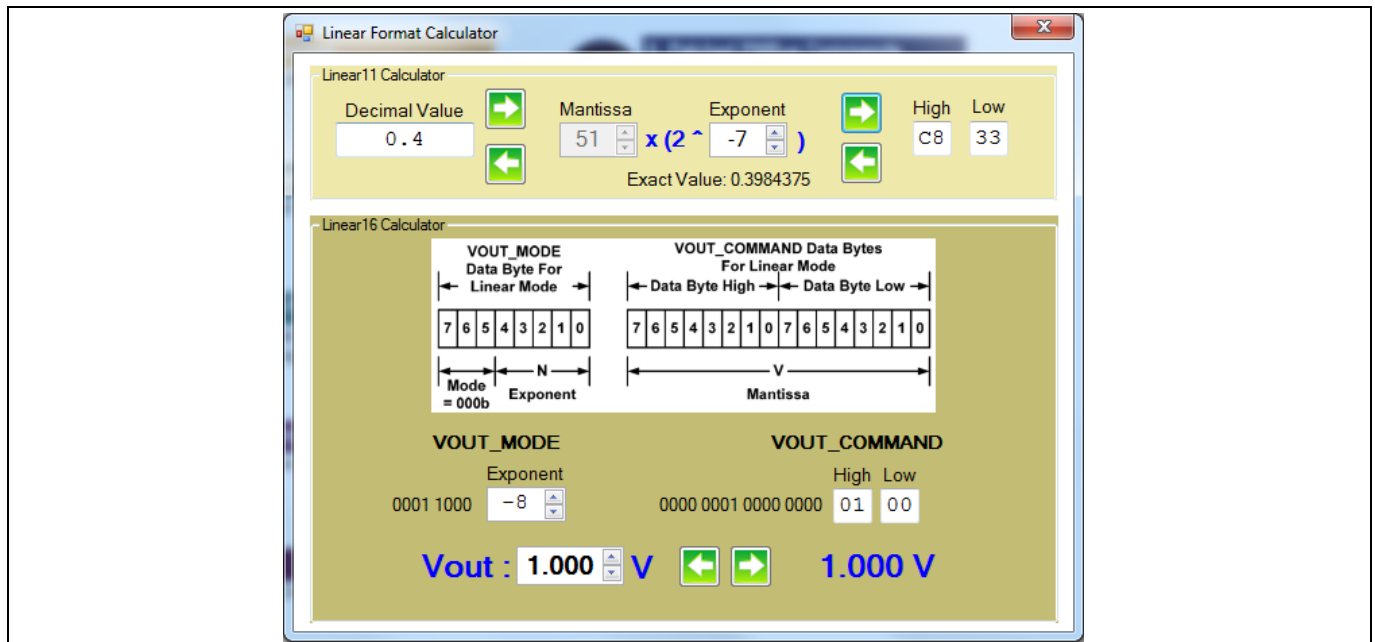 Linear Format Calculator
x
Linear11 Calculator
Decimal Value Mantissa Exponent High Low
0.4 51 x (2 ^ -7 ) C8 33
Exact Value: 0.3984375
Linear16 Calculator
VOUT_MODE
Data Byte For
Linear Mode
VOUT_COMMAND Data Bytes
For Linear Mode
Data Byte High Data Byte Low
7 6 5 4 3 2 1 0 7 6 5 4 3 2 1 0 7 6 5 4 3 2 1 0
Mode
= 000b
N
Exponent
V
Mantissa
VOUT_MODE VOUT_COMMAND
Exponent High Low
0001 1000 -8 0000 0001 0000 0000 01 00
Vout : 1.000 V 1.000 V